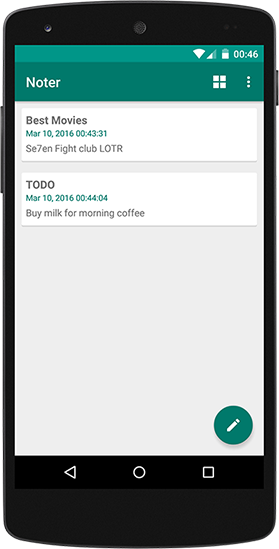 00:46
Noter
Best Movies
Mar 10, 2016 00:43:31
Se7en Fight club LOTR
TODO
Mar 10, 2016 00:44:04
Buy milk for morning coffee